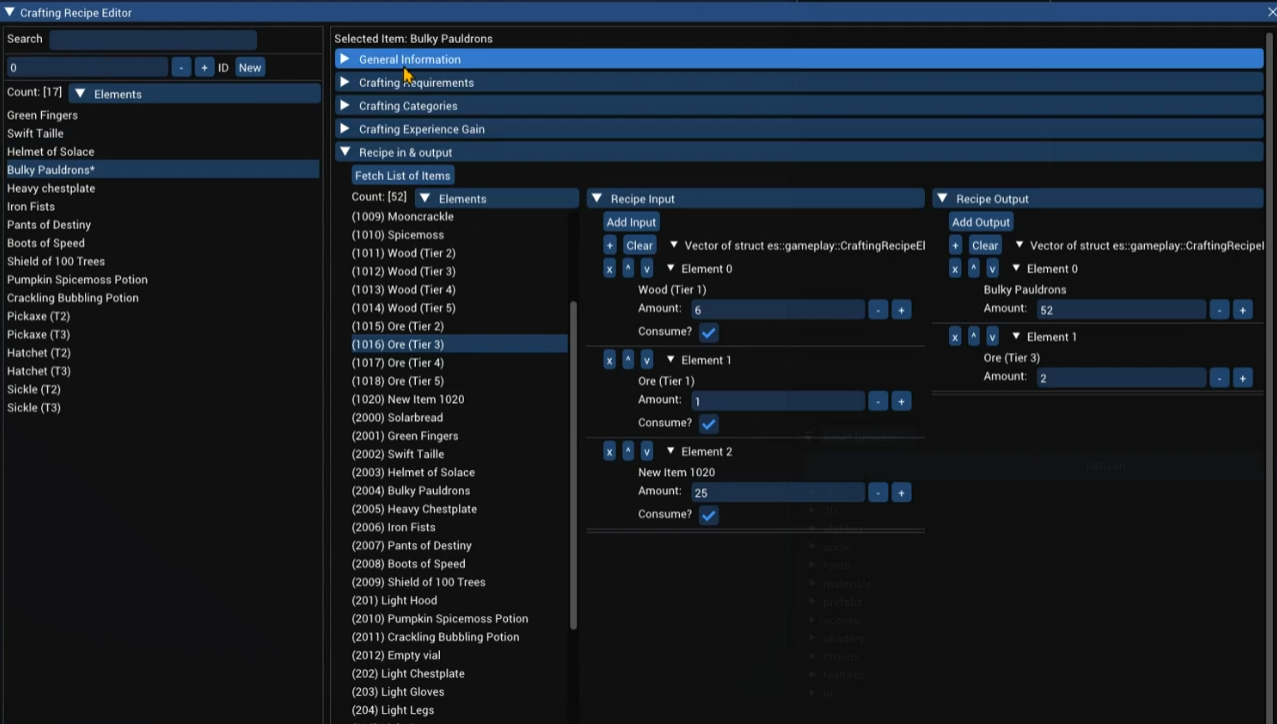 Crafting Recipe Editor
Search
0 - + ID New
Count: [17] Elements
Green Fingers
Swift Taille
Helmet of Solace
Bulky Pauldrons*
Heavy chestplate
Iron Fists
Pants of Destiny
Boots of Speed
Shield of 100 Trees
Pumpkin Spicemoss Potion
Crackling Bubbling Potion
Pickaxe (T2)
Pickaxe (T3)
Hatchet (T2)
Hatchet (T3)
Sickle (T2)
Sickle (T3)
Selected Item: Bulky Pauldrons
General Information
Crafting Requirements
Crafting Categories
Crafting Experience Gain
Recipe in & output
Fetch List of Items
Count: [52] Elements
(1009) Mooncrackle
(1010) Spicemoss
(1011) Wood (Tier 2)
(1012) Wood (Tier 3)
(1013) Wood (Tier 4)
(1014) Wood (Tier 5)
(1015) Ore (Tier 2)
(1016) Ore (Tier 3)
(1017) Ore (Tier 4)
(1018) Ore (Tier 5)
(1020) New Item 1020
(2000) Solarbread
(2001) Green Fingers
(2002) Swift Taille
(2003) Helmet of Solace
(2004) Bulky Pauldrons
(2005) Heavy Chestplate
(2006) Iron Fists
(2007) Pants of Destiny
(2008) Boots of Speed
(2009) Shield of 100 Trees
(201) Light Hood
(2010) Pumpkin Spicemoss Potion
(2011) Crackling Bubbling Potion
(2012) Empty vial
(202) Light Chestplate
(203) Light Gloves
(204) Light Legs
Recipe Input
Add Input
+ Clear Vector of struct es::gameplay::CraftingRecipeEl
x ^ v Element 0
Wood (Tier 1)
Amount: 6 - +
Consume?
x ^ v Element 1
Ore (Tier 1)
Amount: 1 - +
Consume?
x ^ v Element 2
New Item 1020
Amount: 25 - +
Consume?
Recipe Output
Add Output
+ Clear Vector of struct es::gameplay::CraftingRecipeI
x ^ v Element 0
Bulky Pauldrons
Amount: 52 - +
x ^ v Element 1
Ore (Tier 3)
Amount: 2 - +
Refresh
audio
fonts
materials
prefabs
scenes
shaders
structs
textures